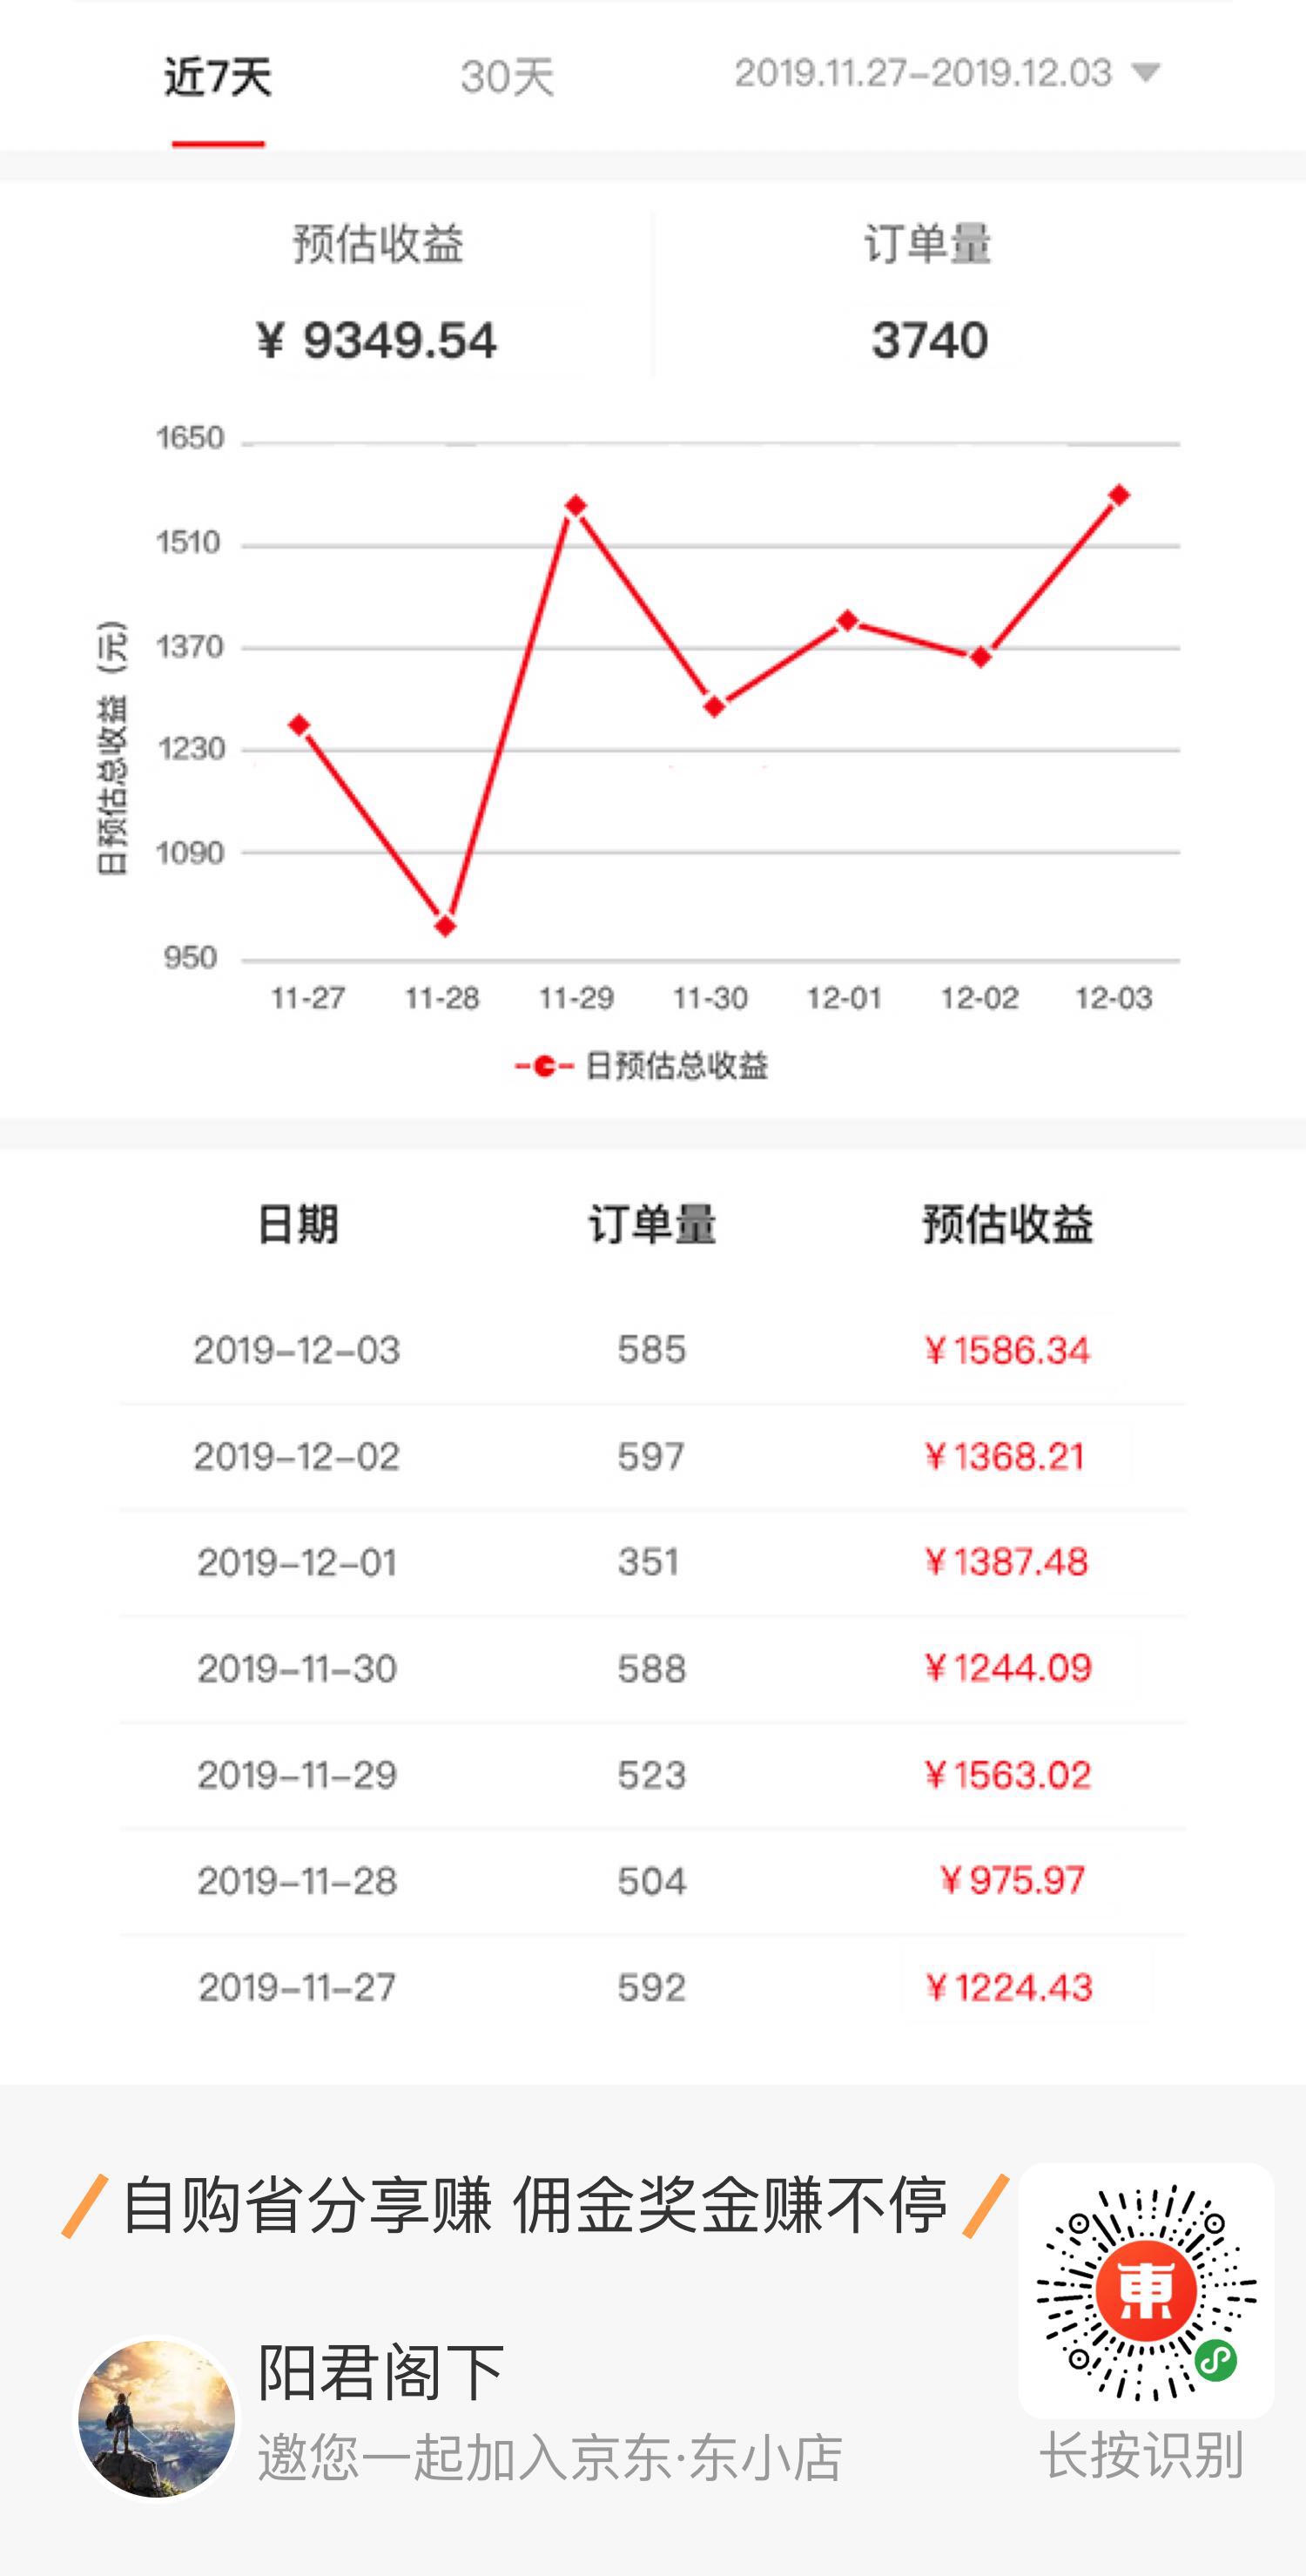 近7天 30天 2019.11.27-2019.12.03
预估收益 订单量
¥ 9349.54 3740
日预估总收益 (元)
1650
1510
1370
1230
1090
950
11-27 11-28 11-29 11-30 12-01 12-02 12-03
日预估总收益
日期 订单量 预估收益
2019-12-03 585 ¥1586.34
2019-12-02 597 ¥1368.21
2019-12-01 351 ¥1387.48
2019-11-30 588 ¥1244.09
2019-11-29 523 ¥1563.02
2019-11-28 504 ¥975.97
2019-11-27 592 ¥1224.43
自购省分享赚 佣金奖金赚不停
東
阳君阁下
邀您一起加入京东·东小店
长按识别